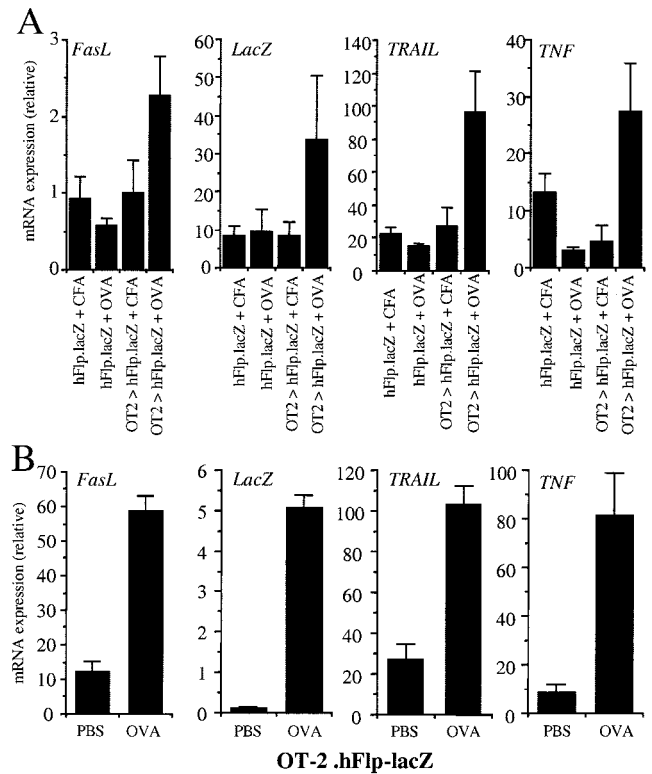 A
FasL
LacZ
TRAIL
TNF
mRNA expression (relative)
3
2
1
0
60
50
40
30
20
10
0
140
120
100
80
60
40
20
0
40
30
20
10
0
hFlp.lacZ + CFA
hFlp.lacZ + OVA
OT2 > hFlp.lacZ + CFA
OT2 > hFlp.lacZ + OVA
hFlp.lacZ + CFA
hFlp.lacZ + OVA
OT2 > hFlp.lacZ + CFA
OT2 > hFlp.lacZ + OVA
hFlp.lacZ + CFA
hFlp.lacZ + OVA
OT2 > hFlp.lacZ + CFA
OT2 > hFlp.lacZ + OVA
hFlp.lacZ + CFA
hFlp.lacZ + OVA
OT2 > hFlp.lacZ + CFA
OT2 > hFlp.lacZ + OVA
B
FasL
LacZ
TRAIL
TNF
mRNA expression (relative)
70
60
50
40
30
20
10
0
6
5
4
3
2
1
0
120
100
80
60
40
20
0
100
80
60
40
20
0
PBS OVA
PBS OVA
PBS OVA
PBS OVA
OT-2 .hFlp-lacZ